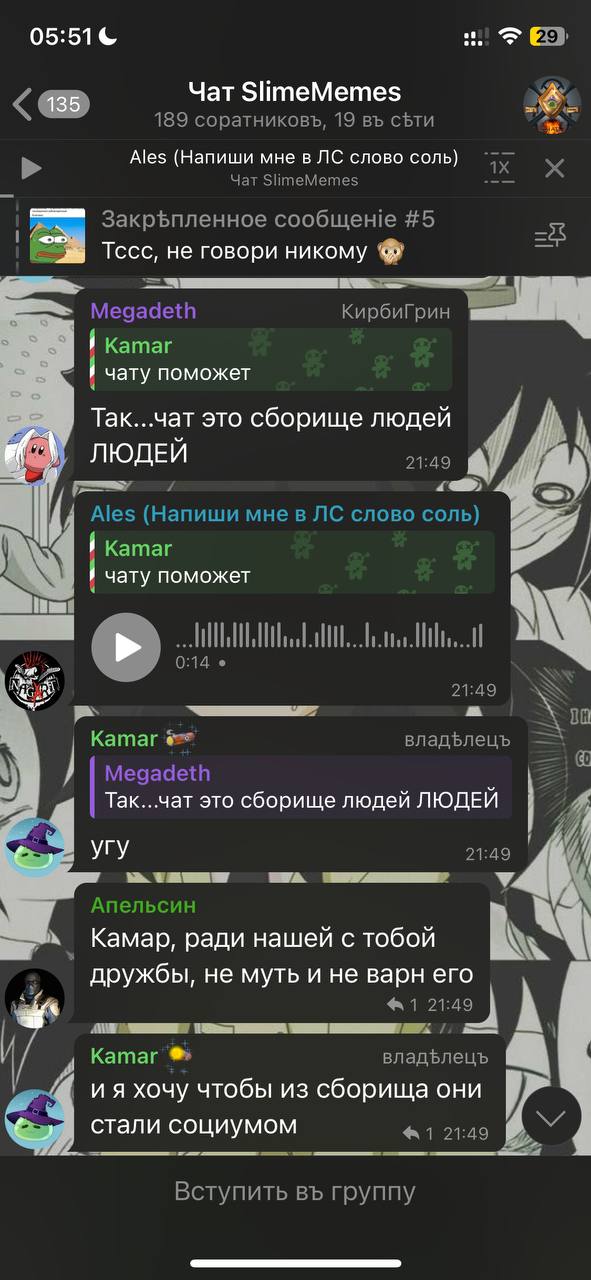 05:51
29
135
Чат SlimeMemes
189 соратниковъ, 19 въ сѣти
Ales (Напиши мне в ЛС слово соль)
Чат SlimeMemes
1X
Закрѣпленное сообщеніе #5
Тссс, не говори никому 🙊
Megadeth КирбиГрин
Kamar
чату поможет
Так...чат это сборище людей
ЛЮДЕЙ
21:49
Ales (Напиши мне в ЛС слово соль)
Kamar
чату поможет
0:14
21:49
Kamar владѣлецъ
Megadeth
Так...чат это сборище людей ЛЮДЕЙ
угу
21:49
Апельсин
Камар, ради нашей с тобой
дружбы, не муть и не варн его
1 21:49
Kamar владѣлецъ
и я хочу чтобы из сборища они
стали социумом
1 21:49
Вступить въ группу